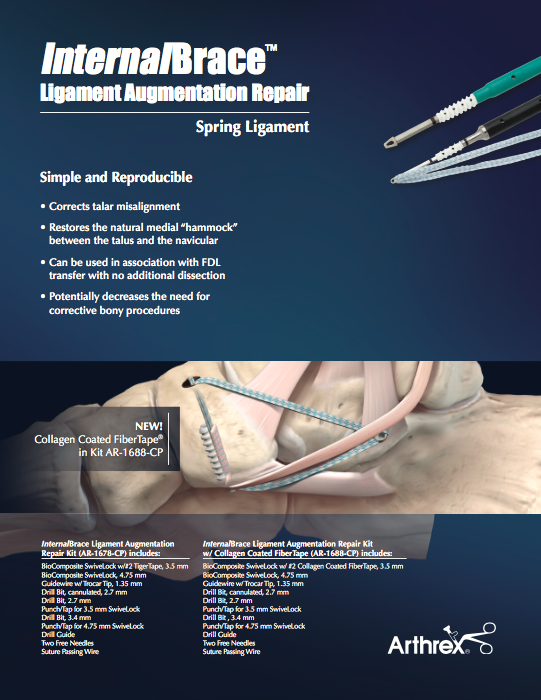 InternalBrace™
Ligament Augmentation Repair
Spring Ligament
Simple and Reproducible
• Corrects talar misalignment
• Restores the natural medial “hammock”
between the talus and the navicular
• Can be used in association with FDL
transfer with no additional dissection
• Potentially decreases the need for
corrective bony procedures
NEW!
Collagen Coated FiberTape®
in Kit AR-1688-CP
InternalBrace Ligament Augmentation
Repair Kit (AR-1678-CP) includes:
BioComposite SwiveLock w/#2 TigerTape, 3.5 mm
BioComposite SwiveLock, 4.75 mm
Guidewire w/ Trocar Tip, 1.35 mm
Drill Bit, cannulated, 2.7 mm
Drill Bit, 2.7 mm
Punch/Tap for 3.5 mm SwiveLock
Drill Bit, 3.4 mm
Punch/Tap for 4.75 mm SwiveLock
Drill Guide
Two Free Needles
Suture Passing Wire
InternalBrace Ligament Augmentation Repair Kit
w/ Collagen Coated FiberTape (AR-1688-CP) includes:
BioComposite SwiveLock w/ #2 Collagen Coated FiberTape, 3.5 mm
BioComposite SwiveLock, 4.75 mm
Guidewire w/ Trocar Tip, 1.35 mm
Drill Bit, cannulated, 2.7 mm
Drill Bit, 2.7 mm
Punch/Tap for 3.5 mm SwiveLock
Drill Bit , 3.4 mm
Punch/Tap for 4.75 mm SwiveLock
Drill Guide
Two Free Needles
Suture Passing Wire
Arthrex®